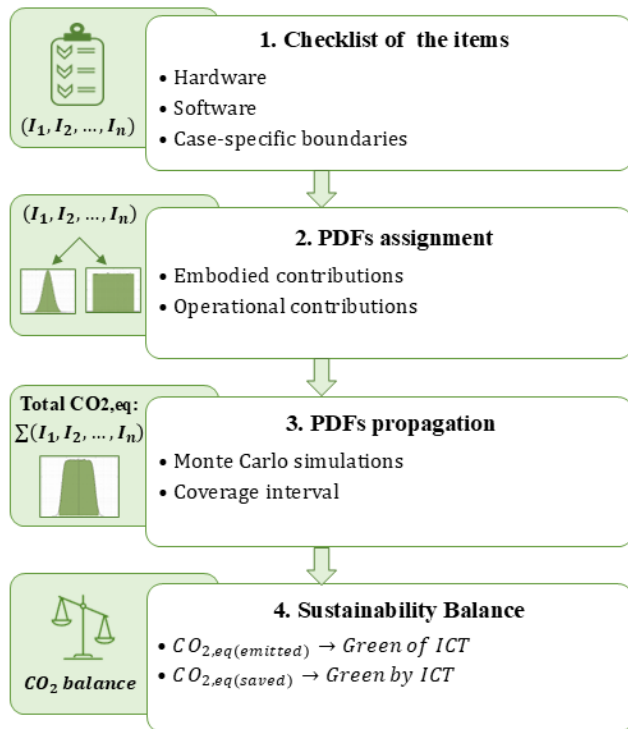 1. Checklist of the items
• Hardware
• Software
• Case-specific boundaries
(I₁, I₂, ..., Iₙ)
(I₁, I₂, ..., Iₙ)
2. PDFs assignment
• Embodied contributions
• Operational contributions
Total CO2,eq:
∑(I₁, I₂, ..., Iₙ)
3. PDFs propagation
• Monte Carlo simulations
• Coverage interval
4. Sustainability Balance
• CO₂,eq(emitted) → Green of ICT
• CO₂,eq(saved) → Green by ICT
CO₂ balance